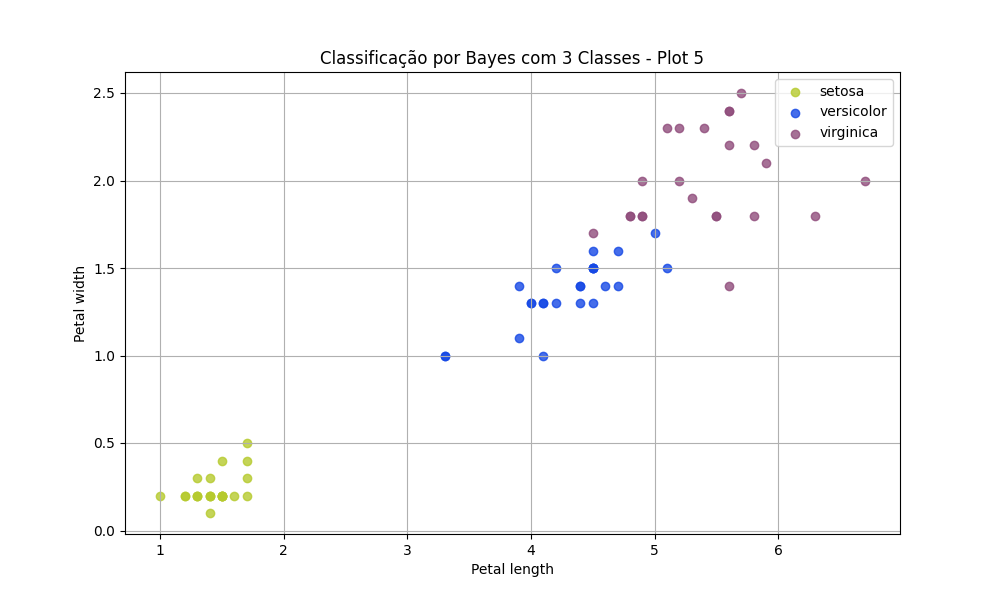 Classificação por Bayes com 3 Classes - Plot 5
setosa
versicolor
virginica
Petal width
2.5
2.0
1.5
1.0
0.5
0.0
1 2 3 4 5 6
Petal length